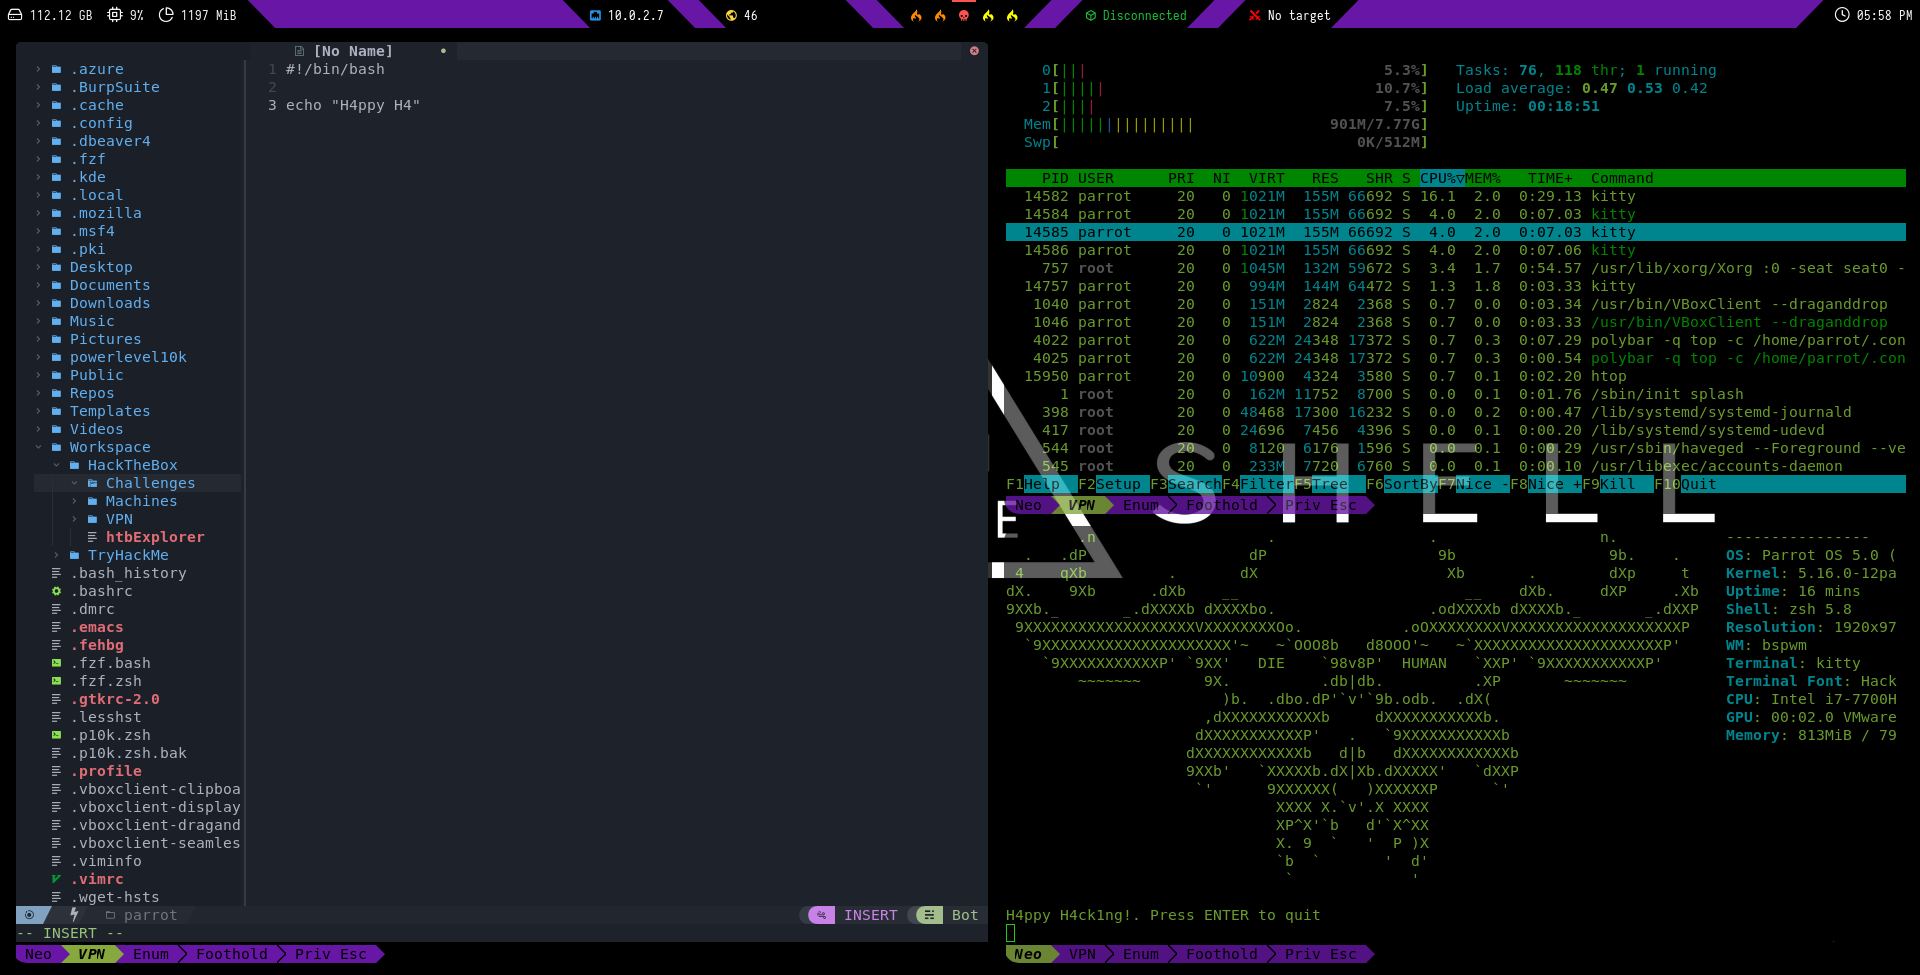 112.12 GB 9% 1197 MiB 10.0.2.7 46 Disconnected No target 05:58 PM
[No Name]
.azure
.BurpSuite
.cache
.config
.dbeaver4
.fzf
.kde
.local
.mozilla
.msf4
.pki
Desktop
Documents
Downloads
Music
Pictures
powerlevel10k
Public
Repos
Templates
Videos
Workspace
HackTheBox
Challenges
Machines
VPN
htbExplorer
TryHackMe
.bash_history
.bashrc
.dmrc
.emacs
.fehbg
.fzf.bash
.fzf.zsh
.gtkrc-2.0
.lesshst
.p10k.zsh
.p10k.zsh.bak
.profile
.vboxclient-clipboa
.vboxclient-display
.vboxclient-dragand
.vboxclient-seamles
.viminfo
.vimrc
.wget-hsts
1 #!/bin/bash
2
3 echo "H4ppy H4"
parrot INSERT Bot
-- INSERT --
Neo VPN Enum Foothold Priv Esc
0[||| 5.3%] Tasks: 76, 118 thr; 1 running
1[||||| 10.7%] Load average: 0.47 0.53 0.42
2[|||| 7.5%] Uptime: 00:18:51
Mem[||||||||||||||| 901M/7.77G]
Swp[ 0K/512M]
PID USER PRI NI VIRT RES SHR S CPU%▽MEM% TIME+ Command
14582 parrot 20 0 1021M 155M 66692 S 16.1 2.0 0:29.13 kitty
14584 parrot 20 0 1021M 155M 66692 S 4.0 2.0 0:07.03 kitty
14585 parrot 20 0 1021M 155M 66692 S 4.0 2.0 0:07.03 kitty
14586 parrot 20 0 1021M 155M 66692 S 4.0 2.0 0:07.06 kitty
757 root 20 0 1045M 132M 59672 S 3.4 1.7 0:54.57 /usr/lib/xorg/Xorg :0 -seat seat0 -
14757 parrot 20 0 994M 144M 64472 S 1.3 1.8 0:03.33 kitty
1040 parrot 20 0 151M 2824 2368 S 0.7 0.0 0:03.34 /usr/bin/VBoxClient --draganddrop
1046 parrot 20 0 151M 2824 2368 S 0.7 0.0 0:03.33 /usr/bin/VBoxClient --draganddrop
4022 parrot 20 0 622M 24348 17372 S 0.7 0.3 0:07.29 polybar -q top -c /home/parrot/.con
4025 parrot 20 0 622M 24348 17372 S 0.7 0.3 0:00.54 polybar -q top -c /home/parrot/.con
15950 parrot 20 0 10900 4324 3580 S 0.7 0.1 0:02.20 htop
1 root 20 0 162M 11752 8700 S 0.0 0.1 0:01.76 /sbin/init splash
398 root 20 0 48468 17300 16232 S 0.0 0.2 0:00.47 /lib/systemd/systemd-journald
417 root 20 0 24696 7456 4396 S 0.0 0.1 0:00.20 /lib/systemd/systemd-udevd
544 root 20 0 8120 6176 1596 S 0.0 0.1 0:00.29 /usr/sbin/haveged --Foreground --ve
545 root 20 0 233M 7720 6760 S 0.0 0.1 0:00.10 /usr/libexec/accounts-daemon
F1Help F2Setup F3Search F4Filter F5Tree F6SortBy F7Nice - F8Nice + F9Kill F10Quit
SHELL
Neo VPN Enum Foothold Priv Esc
DIE HUMAN
---------------
OS: Parrot OS 5.0 (
Kernel: 5.16.0-12pa
Uptime: 16 mins
Shell: zsh 5.8
Resolution: 1920x97
WM: bspwm
Terminal: kitty
Terminal Font: Hack
CPU: Intel i7-7700H
GPU: 00:02.0 VMware
Memory: 813MiB / 79
H4ppy H4ck1ng!. Press ENTER to quit
Neo VPN Enum Foothold Priv Esc